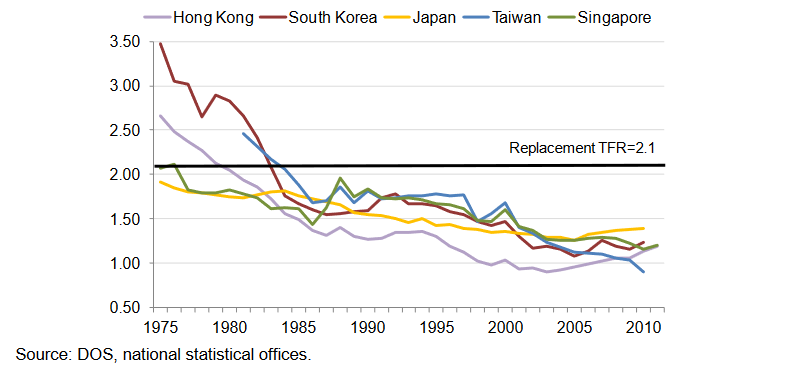 Hong Kong South Korea Japan Taiwan Singapore
3.50
3.00
2.50
Replacement TFR=2.1
2.00
1.50
1.00
0.50
1975 1980 1985 1990 1995 2000 2005 2010
Source: DOS, national statistical offices.